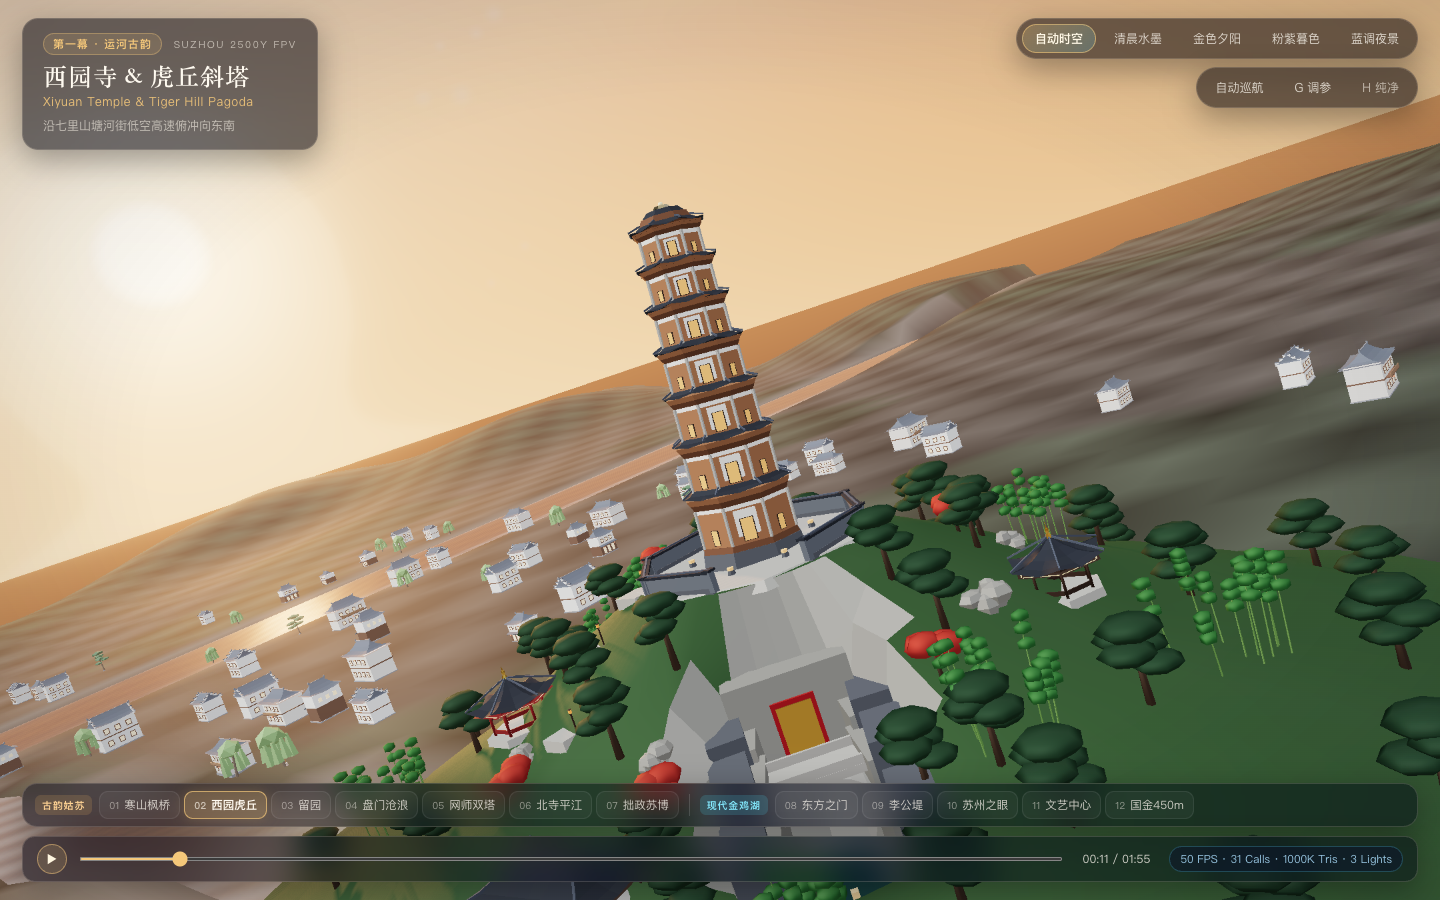 第一幕 · 运河古韵 SUZHOU 2500Y FPV
西园寺 & 虎丘斜塔
Xiyuan Temple & Tiger Hill Pagoda
沿七里山塘河街低空高速俯冲向东南
自动时空 清晨水墨 金色夕阳 粉紫暮色 蓝调夜景
自动巡航 G 调参 H 纯净
古韵姑苏 01 寒山枫桥 02 西园虎丘 03 留园 04 盘门沧浪 05 网师双塔 06 北寺平江 07 拙政苏博 现代金鸡湖 08 东方之门 09 李公堤 10 苏州之眼 11 文艺中心 12 国金450m
00:11 / 01:55 50 FPS · 31 Calls · 1000K Tris · 3 Lights